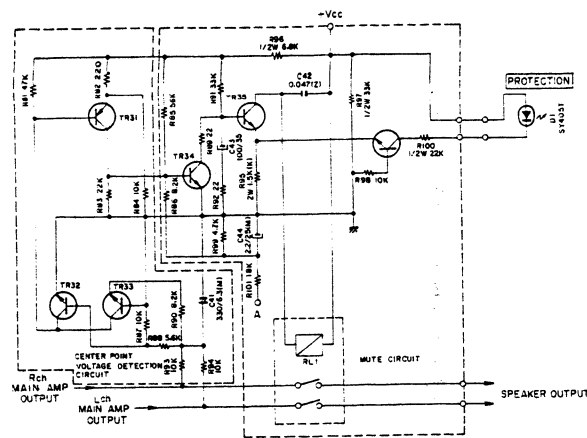 +Vcc
R96
1/2W 6.8K
C42
0.047(Z)
R81 47K
R82 220
R85 56K
R91 33K
TR35
R97
1/2W 33K
PROTECTION
D1
SY405T
TR31
R89 22
C43
100/35
R95
2W 1.5K(K)
R100
1/2W 22K
TR34
R98 10K
R83 22K
R84 10K
R86 8.2K
R92 22
R99 4.7K
C44
2.2/25(M)
R101 18K
A
TR32
TR33
R87 10K
R90 8.2K
C41
330/6.3(M)
R88 5.6K
R93
10K
R94
10K
CENTER POINT
VOLTAGE DETECTION
CIRCUIT
RL1
MUTE CIRCUIT
Rch
MAIN AMP
OUTPUT
Lch
MAIN AMP
OUTPUT
SPEAKER OUTPUT